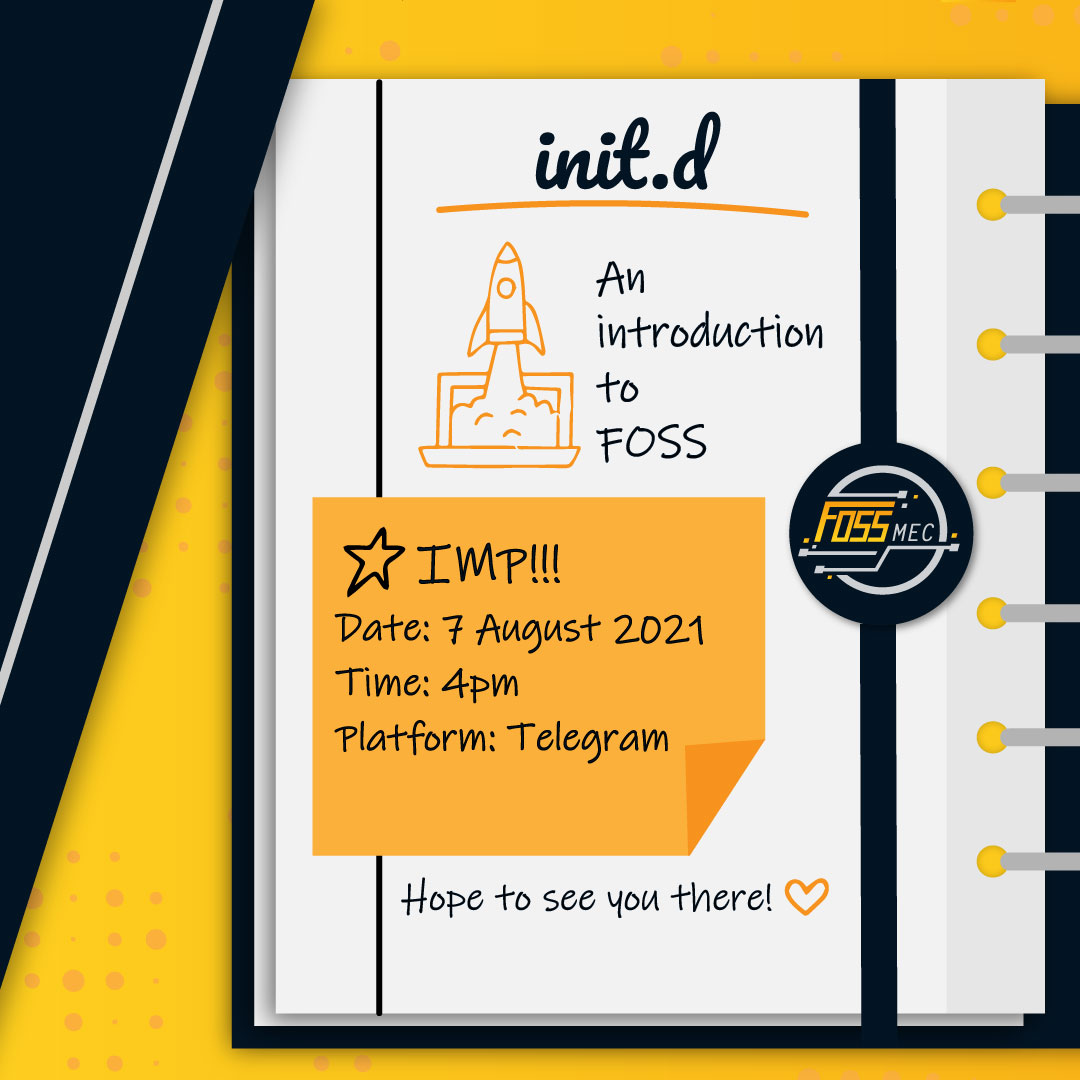 init.d
An
introduction
to
FOSS
IMP!!!
Date: 7 August 2021
Time: 4pm
Platform: Telegram
FOSS MEC
Hope to see you there!